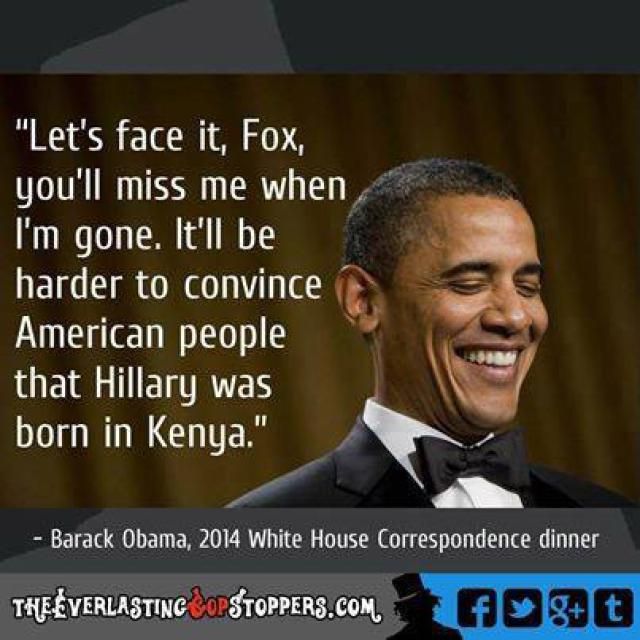 "Let's face it, Fox,
you'll miss me when
I'm gone. It'll be
harder to convince
American people
that Hillary was
born in Kenya."
- Barack Obama, 2014 White House Correspondence dinner
THEEVERLASTINGGOPSTOPPERS.COM
f g+ t